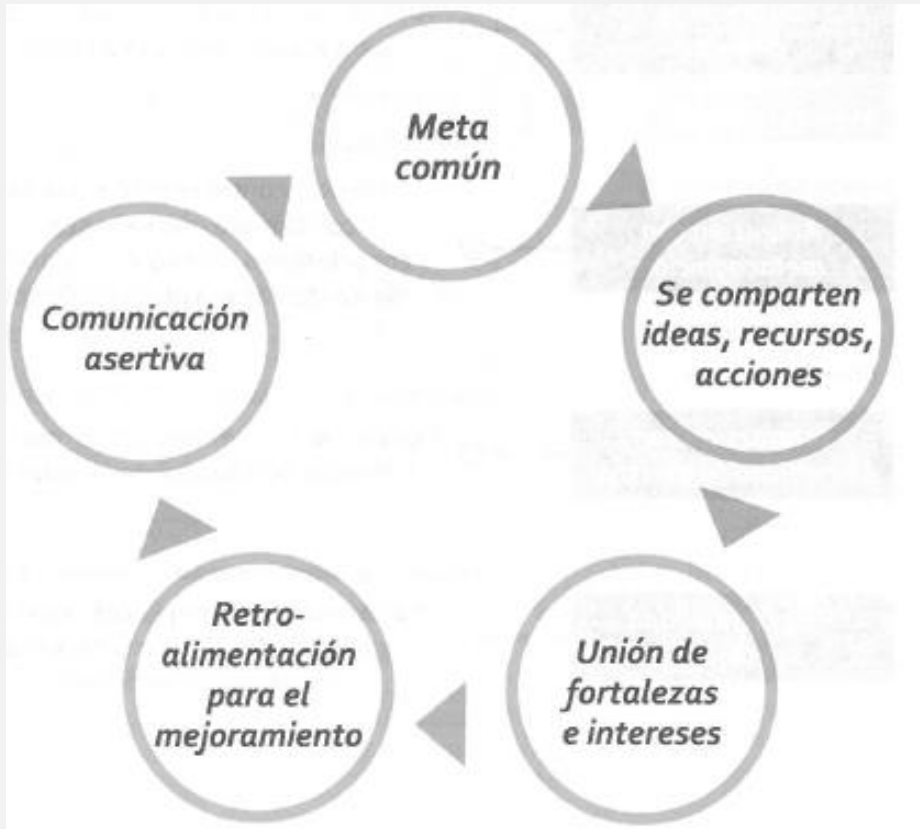 Meta
común
Se comparten
ideas, recursos,
acciones
Unión de
fortalezas
e intereses
Retro-
alimentación
para el
mejoramiento
Comunicación
asertiva